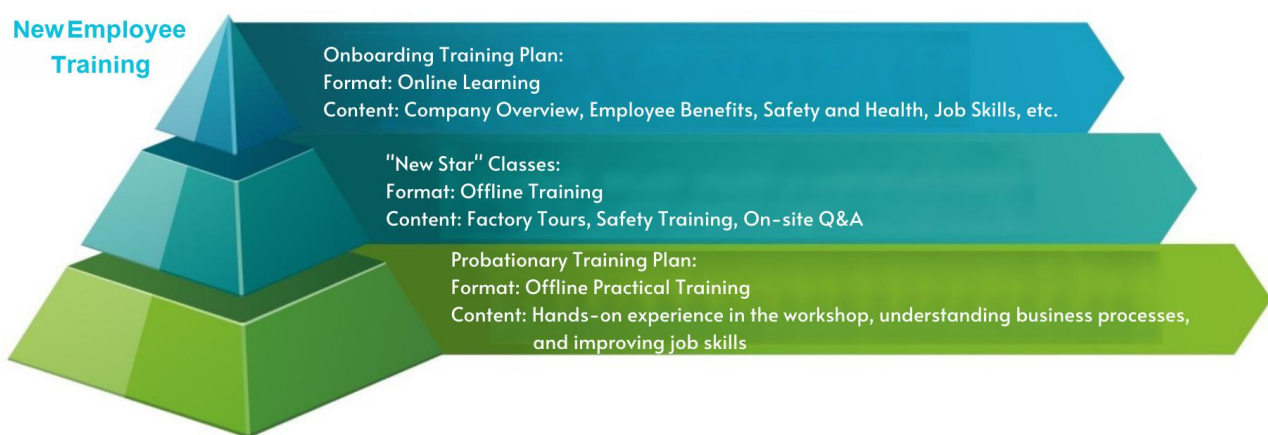 New Employee
Training
Onboarding Training Plan:
Format: Online Learning
Content: Company Overview, Employee Benefits, Safety and Health, Job Skills, etc.
"New Star" Classes:
Format: Offline Training
Content: Factory Tours, Safety Training, On-site Q&A
Probationary Training Plan:
Format: Offline Practical Training
Content: Hands-on experience in the workshop, understanding business processes,
and improving job skills